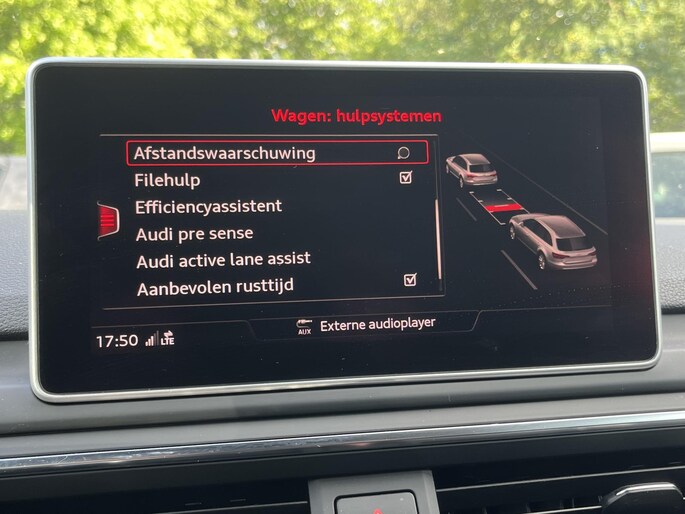 Wagen: hulpsystemen
Afstandswaarschuwing
Filehulp
Efficiencyassistent
Audi pre sense
Audi active lane assist
Aanbevolen rusttijd
17:50 LTE
AUX Externe audioplayer